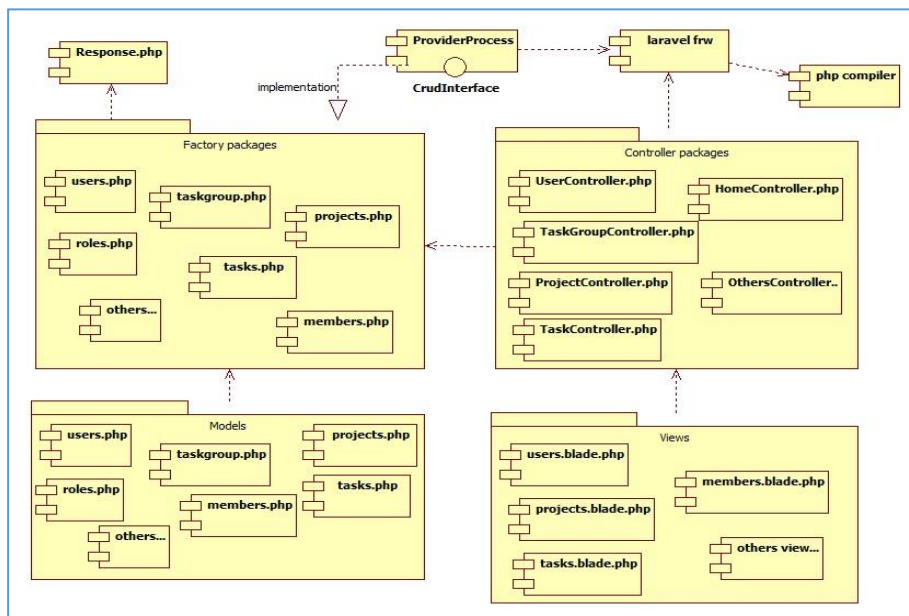 Response.php
ProviderProcess
CrudInterface
laravel frw
php compiler
implementation
Factory packages
users.php
taskgroup.php
projects.php
roles.php
tasks.php
others...
members.php
Controller packages
UserController.php
HomeController.php
TaskGroupController.php
ProjectController.php
OthersController..
TaskController.php
Models
users.php
taskgroup.php
projects.php
roles.php
members.php
tasks.php
others...
Views
users.blade.php
members.blade.php
projects.blade.php
others view...
tasks.blade.php